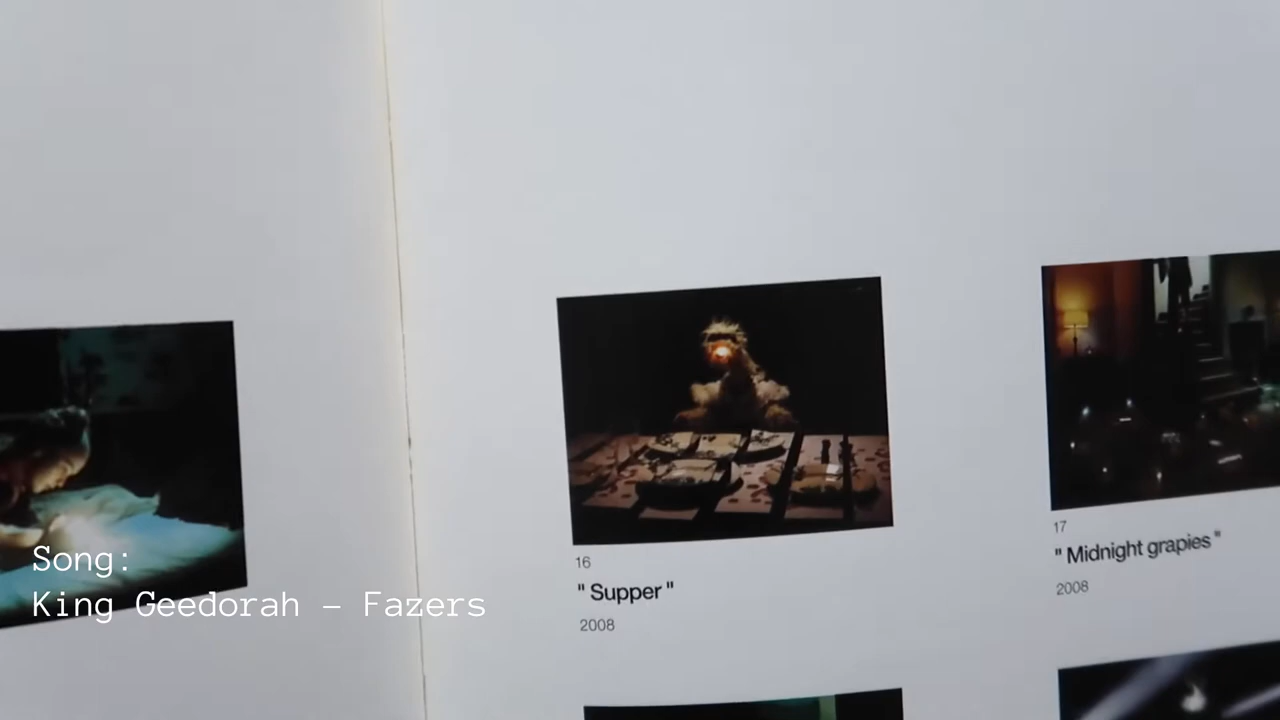 Song:
King Geedorah – Fazers
16
" Supper "
2008
17
" Midnight grapies "
2008